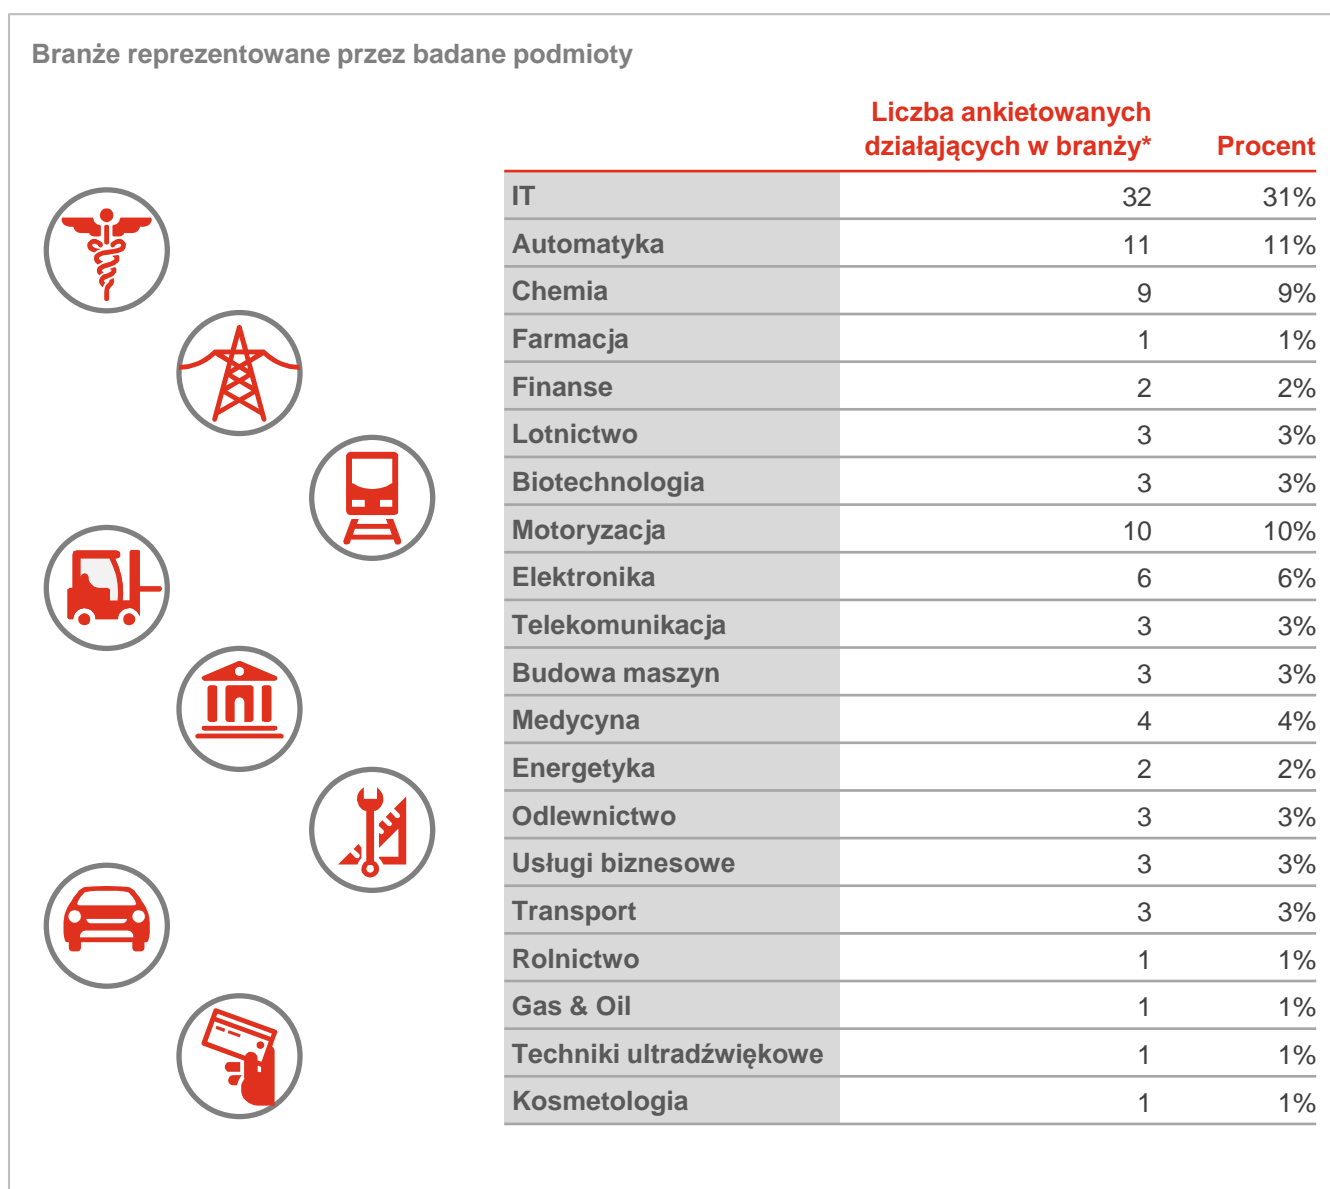 Branże reprezentowane przez badane podmioty
Liczba ankietowanych
działających w branży* Procent
IT 32 31%
Automatyka 11 11%
Chemia 9 9%
Farmacja 1 1%
Finanse 2 2%
Lotnictwo 3 3%
Biotechnologia 3 3%
Motoryzacja 10 10%
Elektronika 6 6%
Telekomunikacja 3 3%
Budowa maszyn 3 3%
Medycyna 4 4%
Energetyka 2 2%
Odlewnictwo 3 3%
Usługi biznesowe 3 3%
Transport 3 3%
Rolnictwo 1 1%
Gas & Oil 1 1%
Techniki ultradźwiękowe 1 1%
Kosmetologia 1 1%